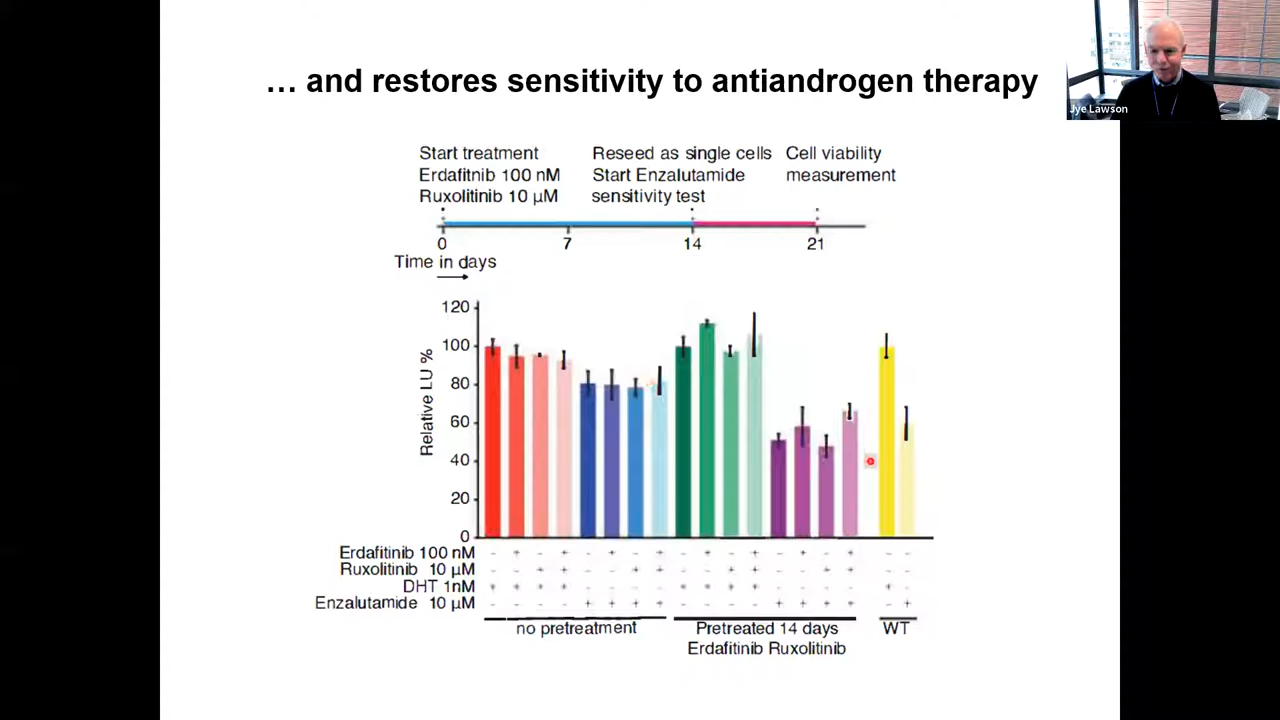 … and restores sensitivity to antiandrogen therapy
Jye Lawson
Start treatment
Erdafitnib 100 nM
Ruxolitinib 10 µM
Reseed as single cells
Start Enzalutamide
sensitivity test
Cell viability
measurement
0 7 14 21
Time in days
Relative LU %
120
100
80
60
40
20
0
Erdafitinib 100 nM - + - + - + - + - + - + - + - + - -
Ruxolitinib 10 µM - - + + - - + + - - + + - - + + - -
DHT 1nM + + + + - - - - + + + + - - - - + -
Enzalutamide 10 µM - - - - + + + + - - - - + + + + - +
no pretreatment
Pretreated 14 days
Erdafitinib Ruxolitinib
WT